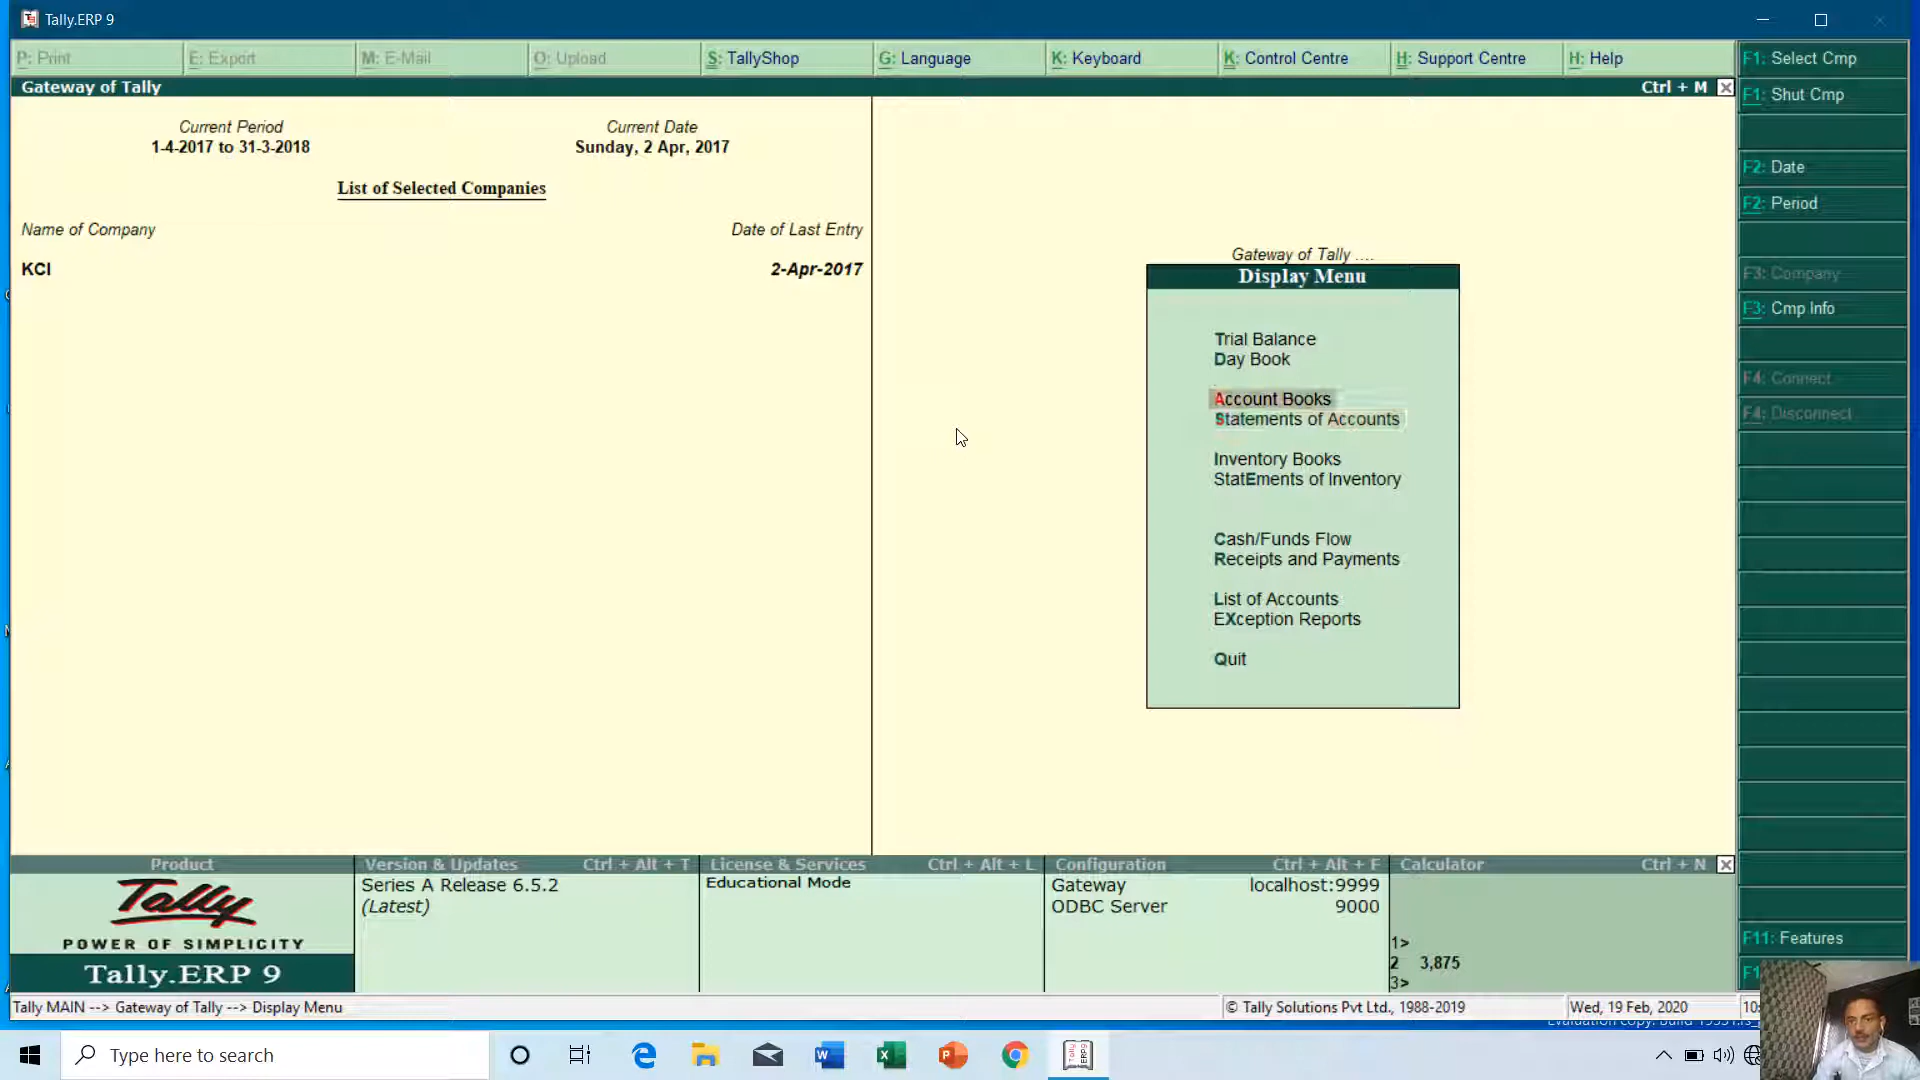 Tally.ERP 9
P: Print E: Export M: E-Mail O: Upload S: TallyShop G: Language K: Keyboard K: Control Centre H: Support Centre H: Help
Gateway of Tally Ctrl + M
Current Period Current Date
1-4-2017 to 31-3-2018 Sunday, 2 Apr, 2017
List of Selected Companies
Name of Company Date of Last Entry
KCI 2-Apr-2017
Gateway of Tally ....
Display Menu
Trial Balance
Day Book
Account Books
Statements of Accounts
Inventory Books
StatEments of Inventory
Cash/Funds Flow
Receipts and Payments
List of Accounts
EXception Reports
Quit
F1: Select Cmp
F1: Shut Cmp
F2: Date
F2: Period
F3: Company
F3: Cmp Info
F4: Connect
F4: Disconnect
F11: Features
Product
Tally
POWER OF SIMPLICITY
Tally.ERP 9
Version & Updates Ctrl + Alt + T
Series A Release 6.5.2
(Latest)
License & Services Ctrl + Alt + L
Educational Mode
Configuration Ctrl + Alt + F
Gateway localhost:9999
ODBC Server 9000
Calculator Ctrl + N
1>
2 3,875
3>
Tally MAIN --> Gateway of Tally --> Display Menu © Tally Solutions Pvt Ltd., 1988-2019 Wed, 19 Feb, 2020
Type here to search